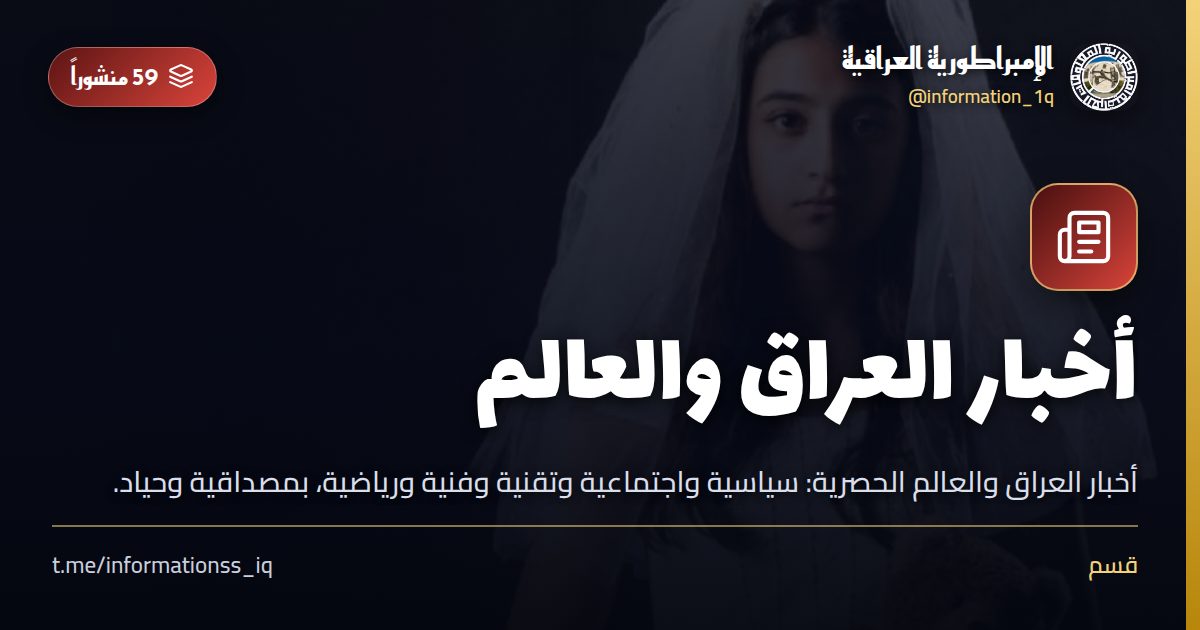 الإمبراطورية العراقية
@information_1q
59 منشوراً
أخبار العراق والعالم
أخبار العراق والعالم الحصرية: سياسية واجتماعية وتقنية وفنية ورياضية، بمصداقية وحياد.
قسم
t.me/informationss_iq